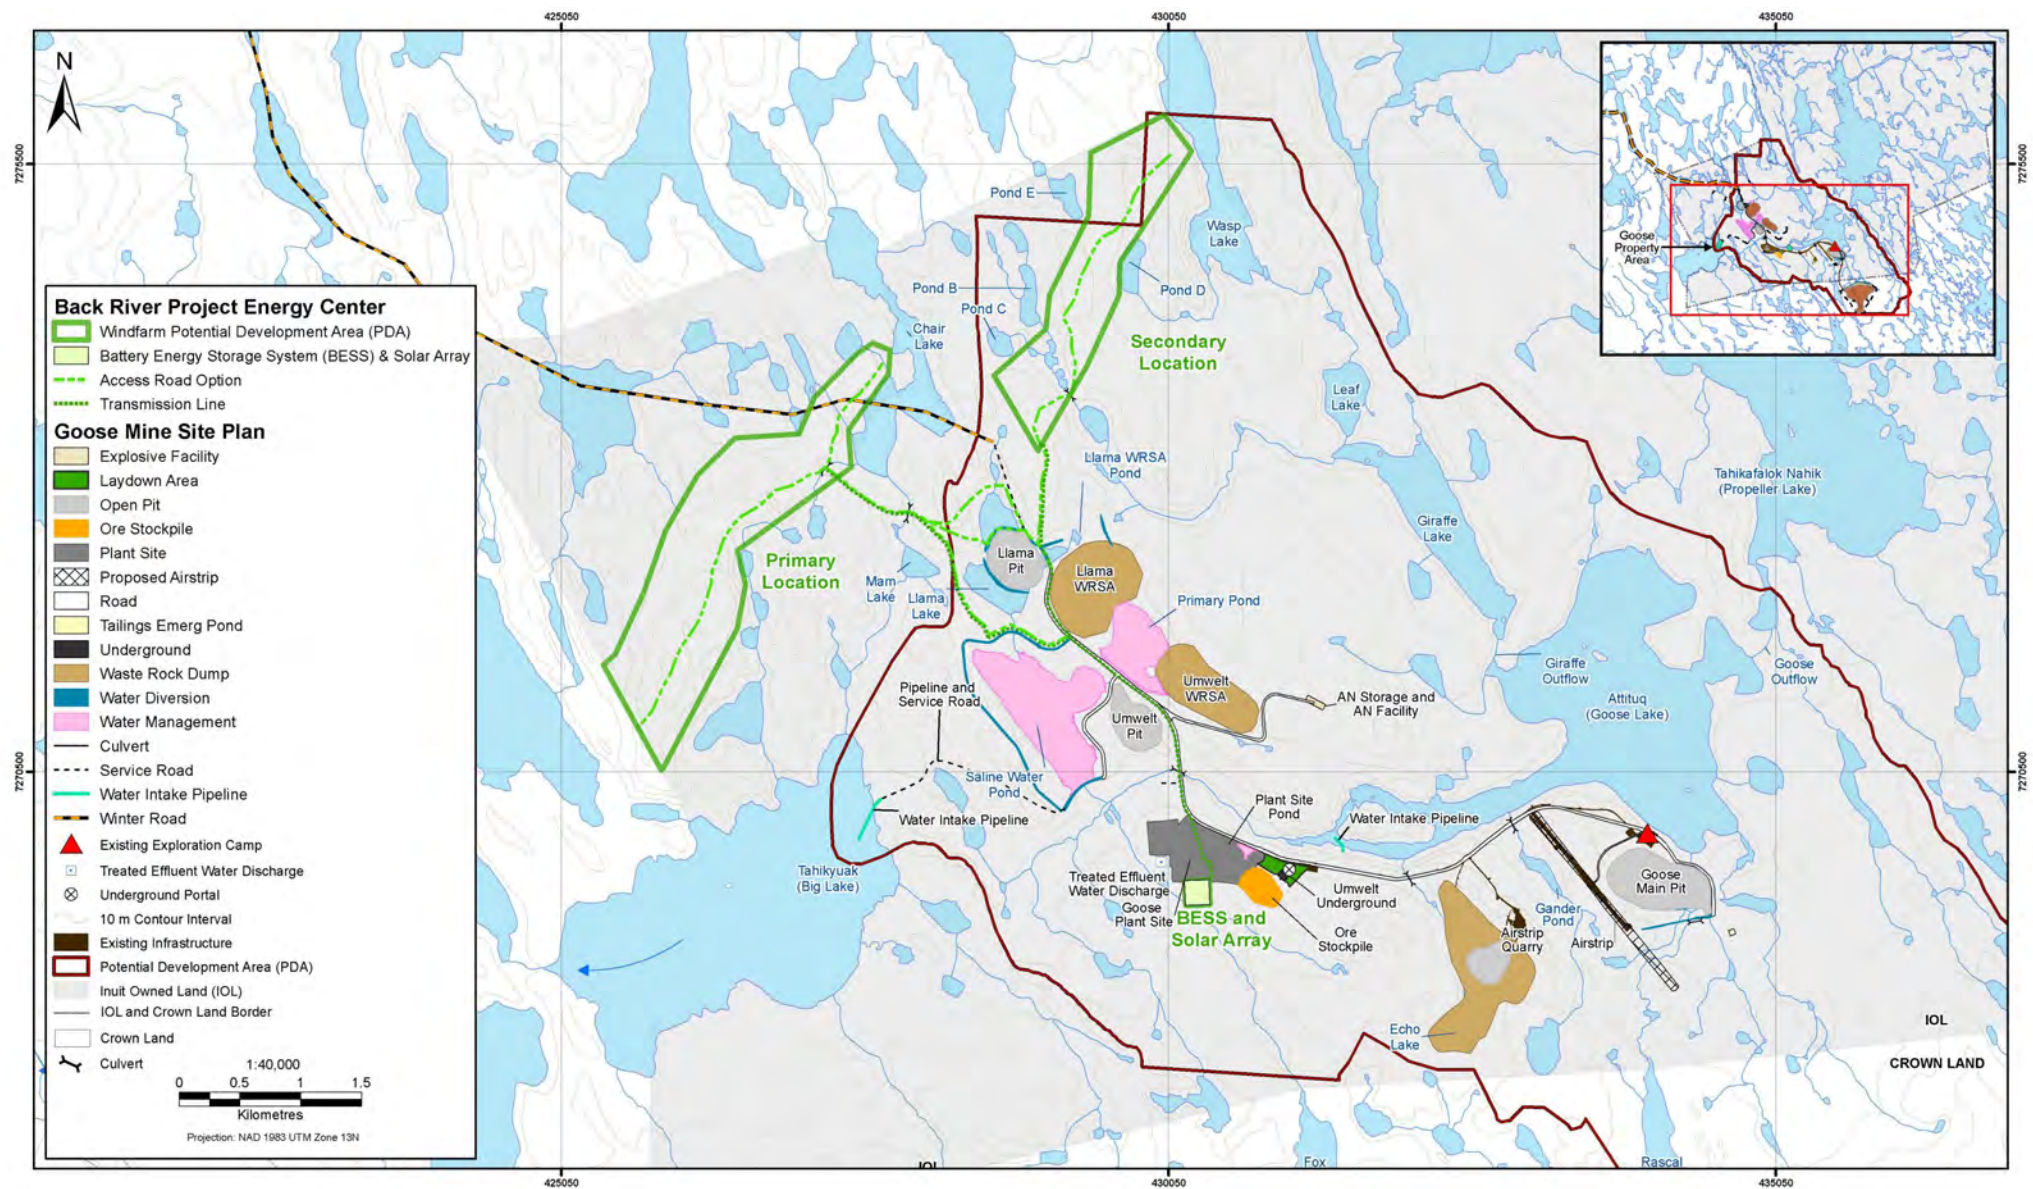 425050
430050
435050
N
7275500
7275500
7270500
7270500
Goose
Property
Area
Back River Project Energy Center
Windfarm Potential Development Area (PDA)
Battery Energy Storage System (BESS) & Solar Array
Access Road Option
Transmission Line
Goose Mine Site Plan
Explosive Facility
Laydown Area
Open Pit
Ore Stockpile
Plant Site
Proposed Airstrip
Road
Tailings Emerg Pond
Underground
Waste Rock Dump
Water Diversion
Water Management
Culvert
Service Road
Water Intake Pipeline
Winter Road
Existing Exploration Camp
Treated Effluent Water Discharge
Underground Portal
10 m Contour Interval
Existing Infrastructure
Potential Development Area (PDA)
Inuit Owned Land (IOL)
IOL and Crown Land Border
Crown Land
Culvert
1:40,000
0 0.5 1 1.5
Kilometres
Projection: NAD 1983 UTM Zone 13N
Pond E
Wasp
Lake
Pond B
Pond C
Pond D
Chair
Lake
Secondary
Location
Leaf
Lake
Llama WRSA
Pond
Tahikafalok Nahik
(Propeller Lake)
Giraffe
Lake
Primary
Location
Llama
Pit
Llama
WRSA
Mam
Lake
Llama
Lake
Primary Pond
Giraffe
Outflow
Goose
Outflow
Pipeline and
Service Road
Umwelt
WRSA
AN Storage and
AN Facility
Attituq
(Goose Lake)
Umwelt
Pit
Saline Water
Pond
Water Intake Pipeline
Plant Site
Pond
Water Intake Pipeline
Tahikyuak
(Big Lake)
Treated Effluent
Water Discharge
Goose
Plant Site
Umwelt
Underground
Goose
Main Pit
BESS and
Solar Array
Ore
Stockpile
Airstrip
Quarry
Gander
Pond
Airstrip
Echo
Lake
IOL
CROWN LAND
IOL
Fox
Rascal
425050
430050
435050